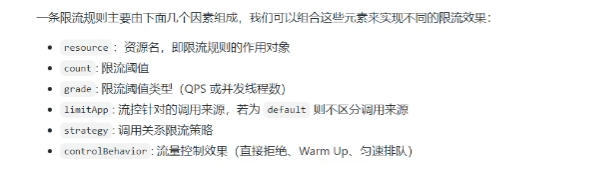 一条限流规则主要由下面几个因素组成，我们可以组合这些元素来实现不同的限流效果：
• resource ：资源名，即限流规则的作用对象
• count : 限流阈值
• grade : 限流阈值类型（QPS 或并发线程数）
• limitApp : 流控针对的调用来源，若为 default 则不区分调用来源
• strategy : 调用关系限流策略
• controlBehavior : 流量控制效果（直接拒绝、Warm Up、匀速排队）